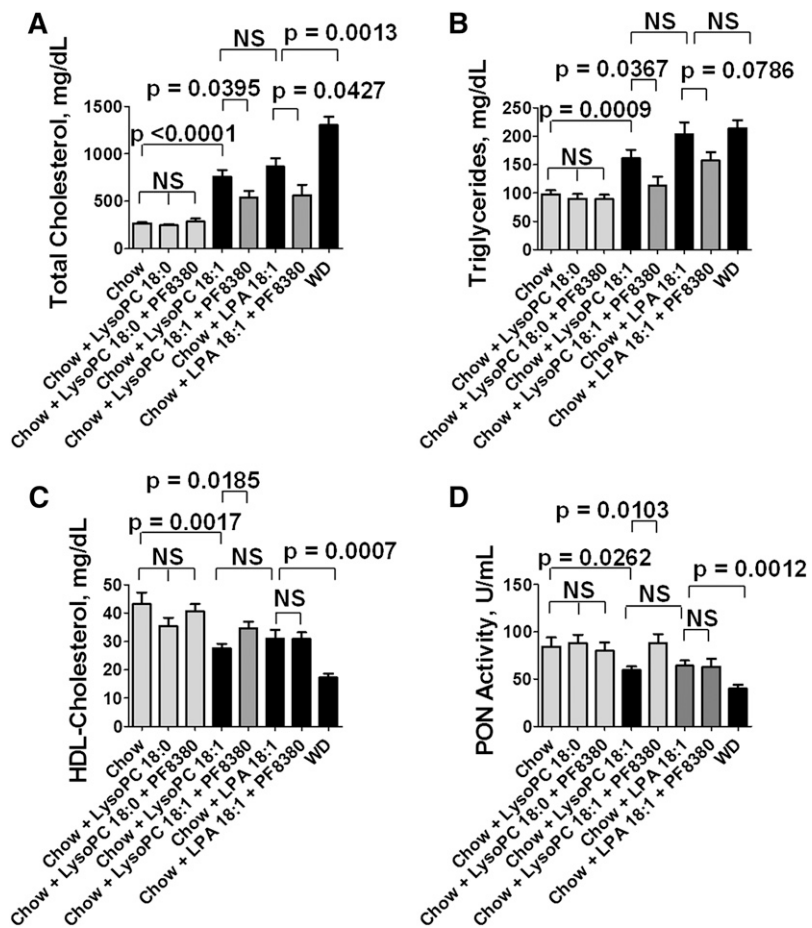 A
NS
p = 0.0013
p = 0.0395
p = 0.0427
p <0.0001
NS
Total Cholesterol, mg/dL
1500
1000
500
0
Chow
Chow + LysoPC 18:0
Chow + LysoPC 18:0 + PF8380
Chow + LysoPC 18:1
Chow + LysoPC 18:1 + PF8380
Chow + LPA 18:1
Chow + LPA 18:1 + PF8380
WD
B
NS
NS
p = 0.0367
p = 0.0786
p = 0.0009
NS
Triglycerides, mg/dL
250
200
150
100
50
0
Chow
Chow + LysoPC 18:0
Chow + LysoPC 18:0 + PF8380
Chow + LysoPC 18:1
Chow + LysoPC 18:1 + PF8380
Chow + LPA 18:1
Chow + LPA 18:1 + PF8380
WD
C
p = 0.0185
p = 0.0017
p = 0.0007
NS
NS
NS
HDL-Cholesterol, mg/dL
50
40
30
20
10
0
Chow
Chow + LysoPC 18:0
Chow + LysoPC 18:0 + PF8380
Chow + LysoPC 18:1
Chow + LysoPC 18:1 + PF8380
Chow + LPA 18:1
Chow + LPA 18:1 + PF8380
WD
D
p = 0.0103
p = 0.0262
p = 0.0012
NS
NS
NS
PON Activity, U/mL
150
100
50
0
Chow
Chow + LysoPC 18:0
Chow + LysoPC 18:0 + PF8380
Chow + LysoPC 18:1
Chow + LysoPC 18:1 + PF8380
Chow + LPA 18:1
Chow + LPA 18:1 + PF8380
WD